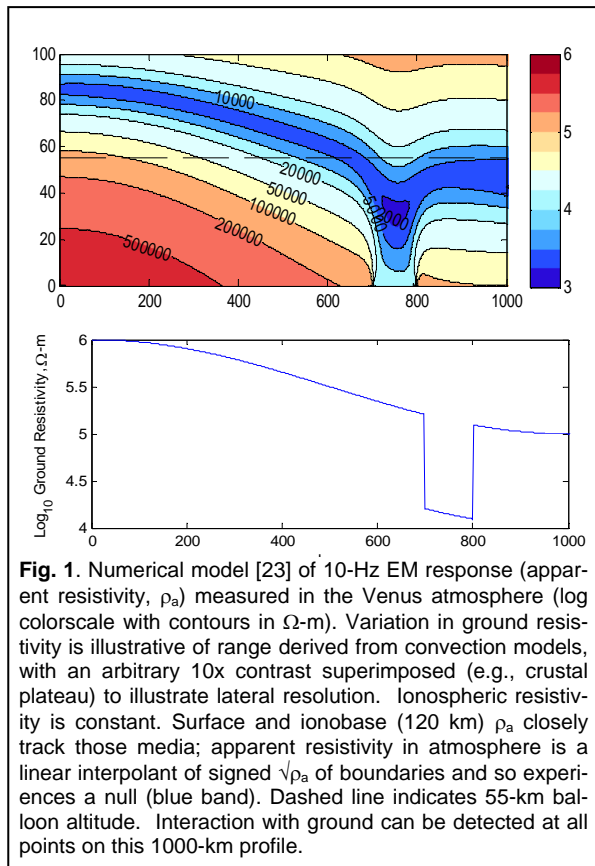 100
80
60
40
20
0
10000
20000
50000
100000
200000
500000
0 200 400 600 800 1000
6
5
4
3
Log10 Ground Resistivity, Ω-m
6
5.5
5
4.5
4
0 200 400 600 800 1000
Fig. 1. Numerical model [23] of 10-Hz EM response (appar-
ent resistivity, ρa) measured in the Venus atmosphere (log
colorscale with contours in Ω-m). Variation in ground resis-
tivity is illustrative of range derived from convection models,
with an arbitrary 10x contrast superimposed (e.g., crustal
plateau) to illustrate lateral resolution. Ionospheric resistiv-
ity is constant. Surface and ionobase (120 km) ρa closely
track those media; apparent resistivity in atmosphere is a
linear interpolant of signed √ρa of boundaries and so experi-
ences a null (blue band). Dashed line indicates 55-km bal-
loon altitude. Interaction with ground can be detected at all
points on this 1000-km profile.